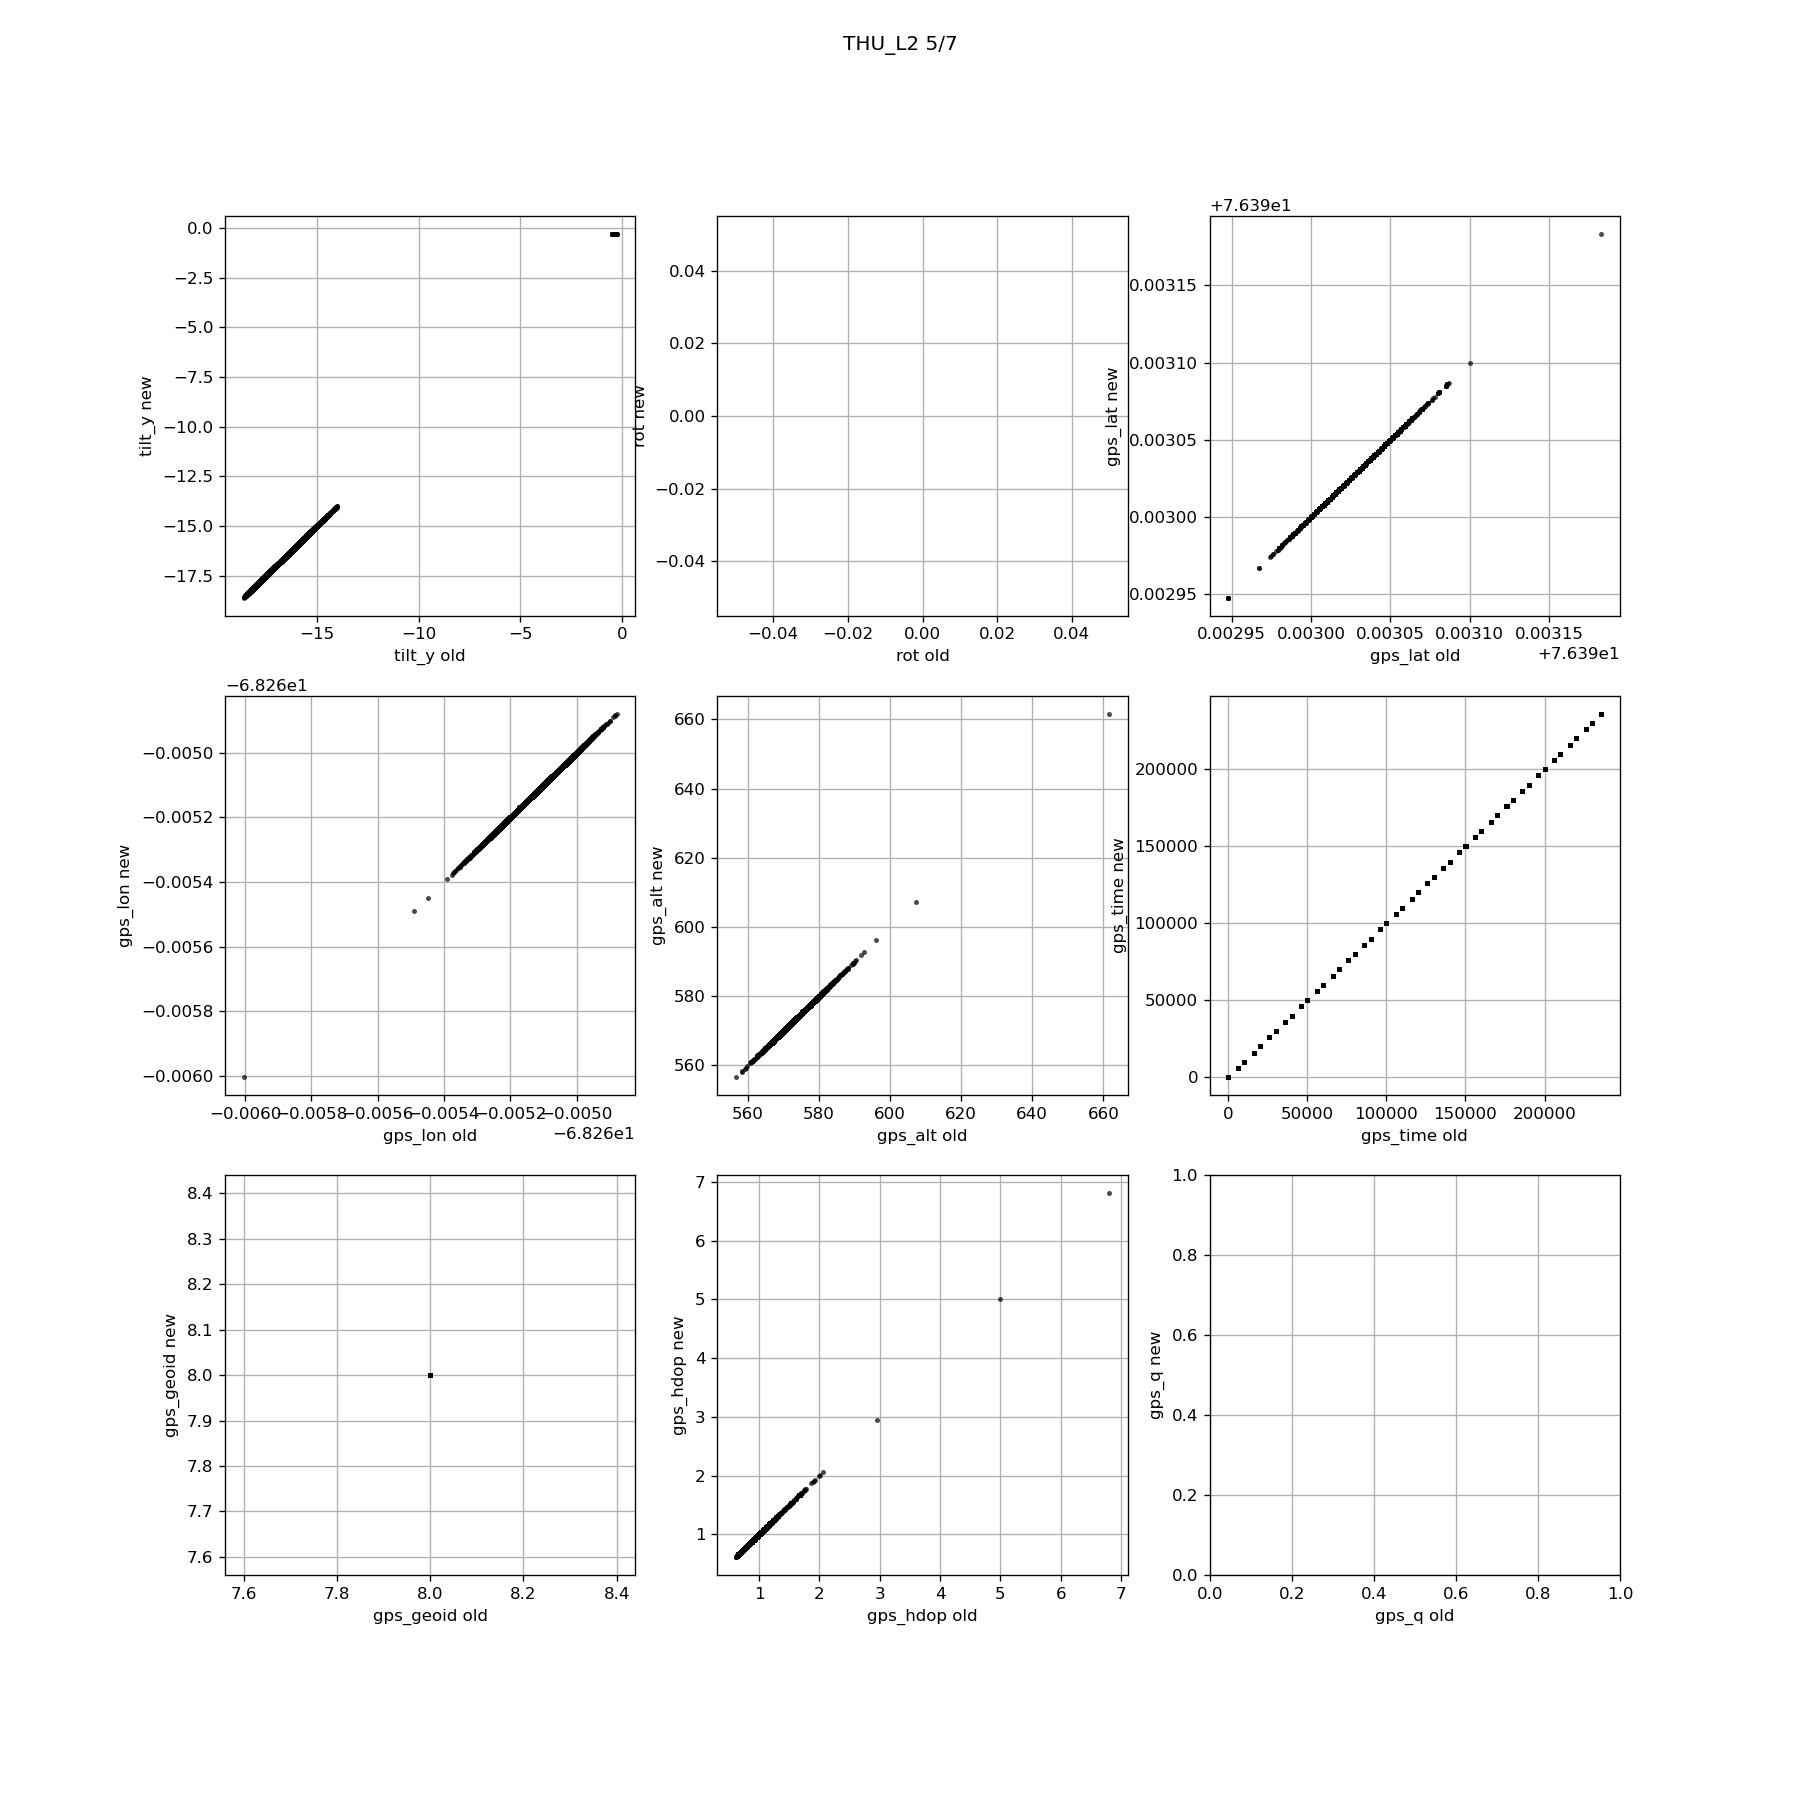 THU_L2 5/7
0.0
−2.5
−5.0
−7.5
−10.0
−12.5
−15.0
−17.5
tilt_y new
−15 −10 −5 0
tilt_y old
0.04
0.02
0.00
−0.02
−0.04
rot new
−0.04 −0.02 0.00 0.02 0.04
rot old
+7.639e1
0.00315
0.00310
0.00305
0.00300
0.00295
gps_lat new
0.00295 0.00300 0.00305 0.00310 0.00315
gps_lat old
+7.639e1
−6.826e1
−0.0050
−0.0052
−0.0054
−0.0056
−0.0058
−0.0060
gps_lon new
−0.0060 −0.0058 −0.0056 −0.0054 −0.0052 −0.0050
gps_lon old
−6.826e1
660
640
620
600
580
560
gps_alt new
560 580 600 620 640 660
gps_alt old
200000
150000
100000
50000
0
gps_time new
0 50000 100000 150000 200000
gps_time old
8.4
8.3
8.2
8.1
8.0
7.9
7.8
7.7
7.6
gps_geoid new
7.6 7.8 8.0 8.2 8.4
gps_geoid old
7
6
5
4
3
2
1
gps_hdop new
1 2 3 4 5 6 7
gps_hdop old
1.0
0.8
0.6
0.4
0.2
0.0
gps_q new
0.0 0.2 0.4 0.6 0.8 1.0
gps_q old